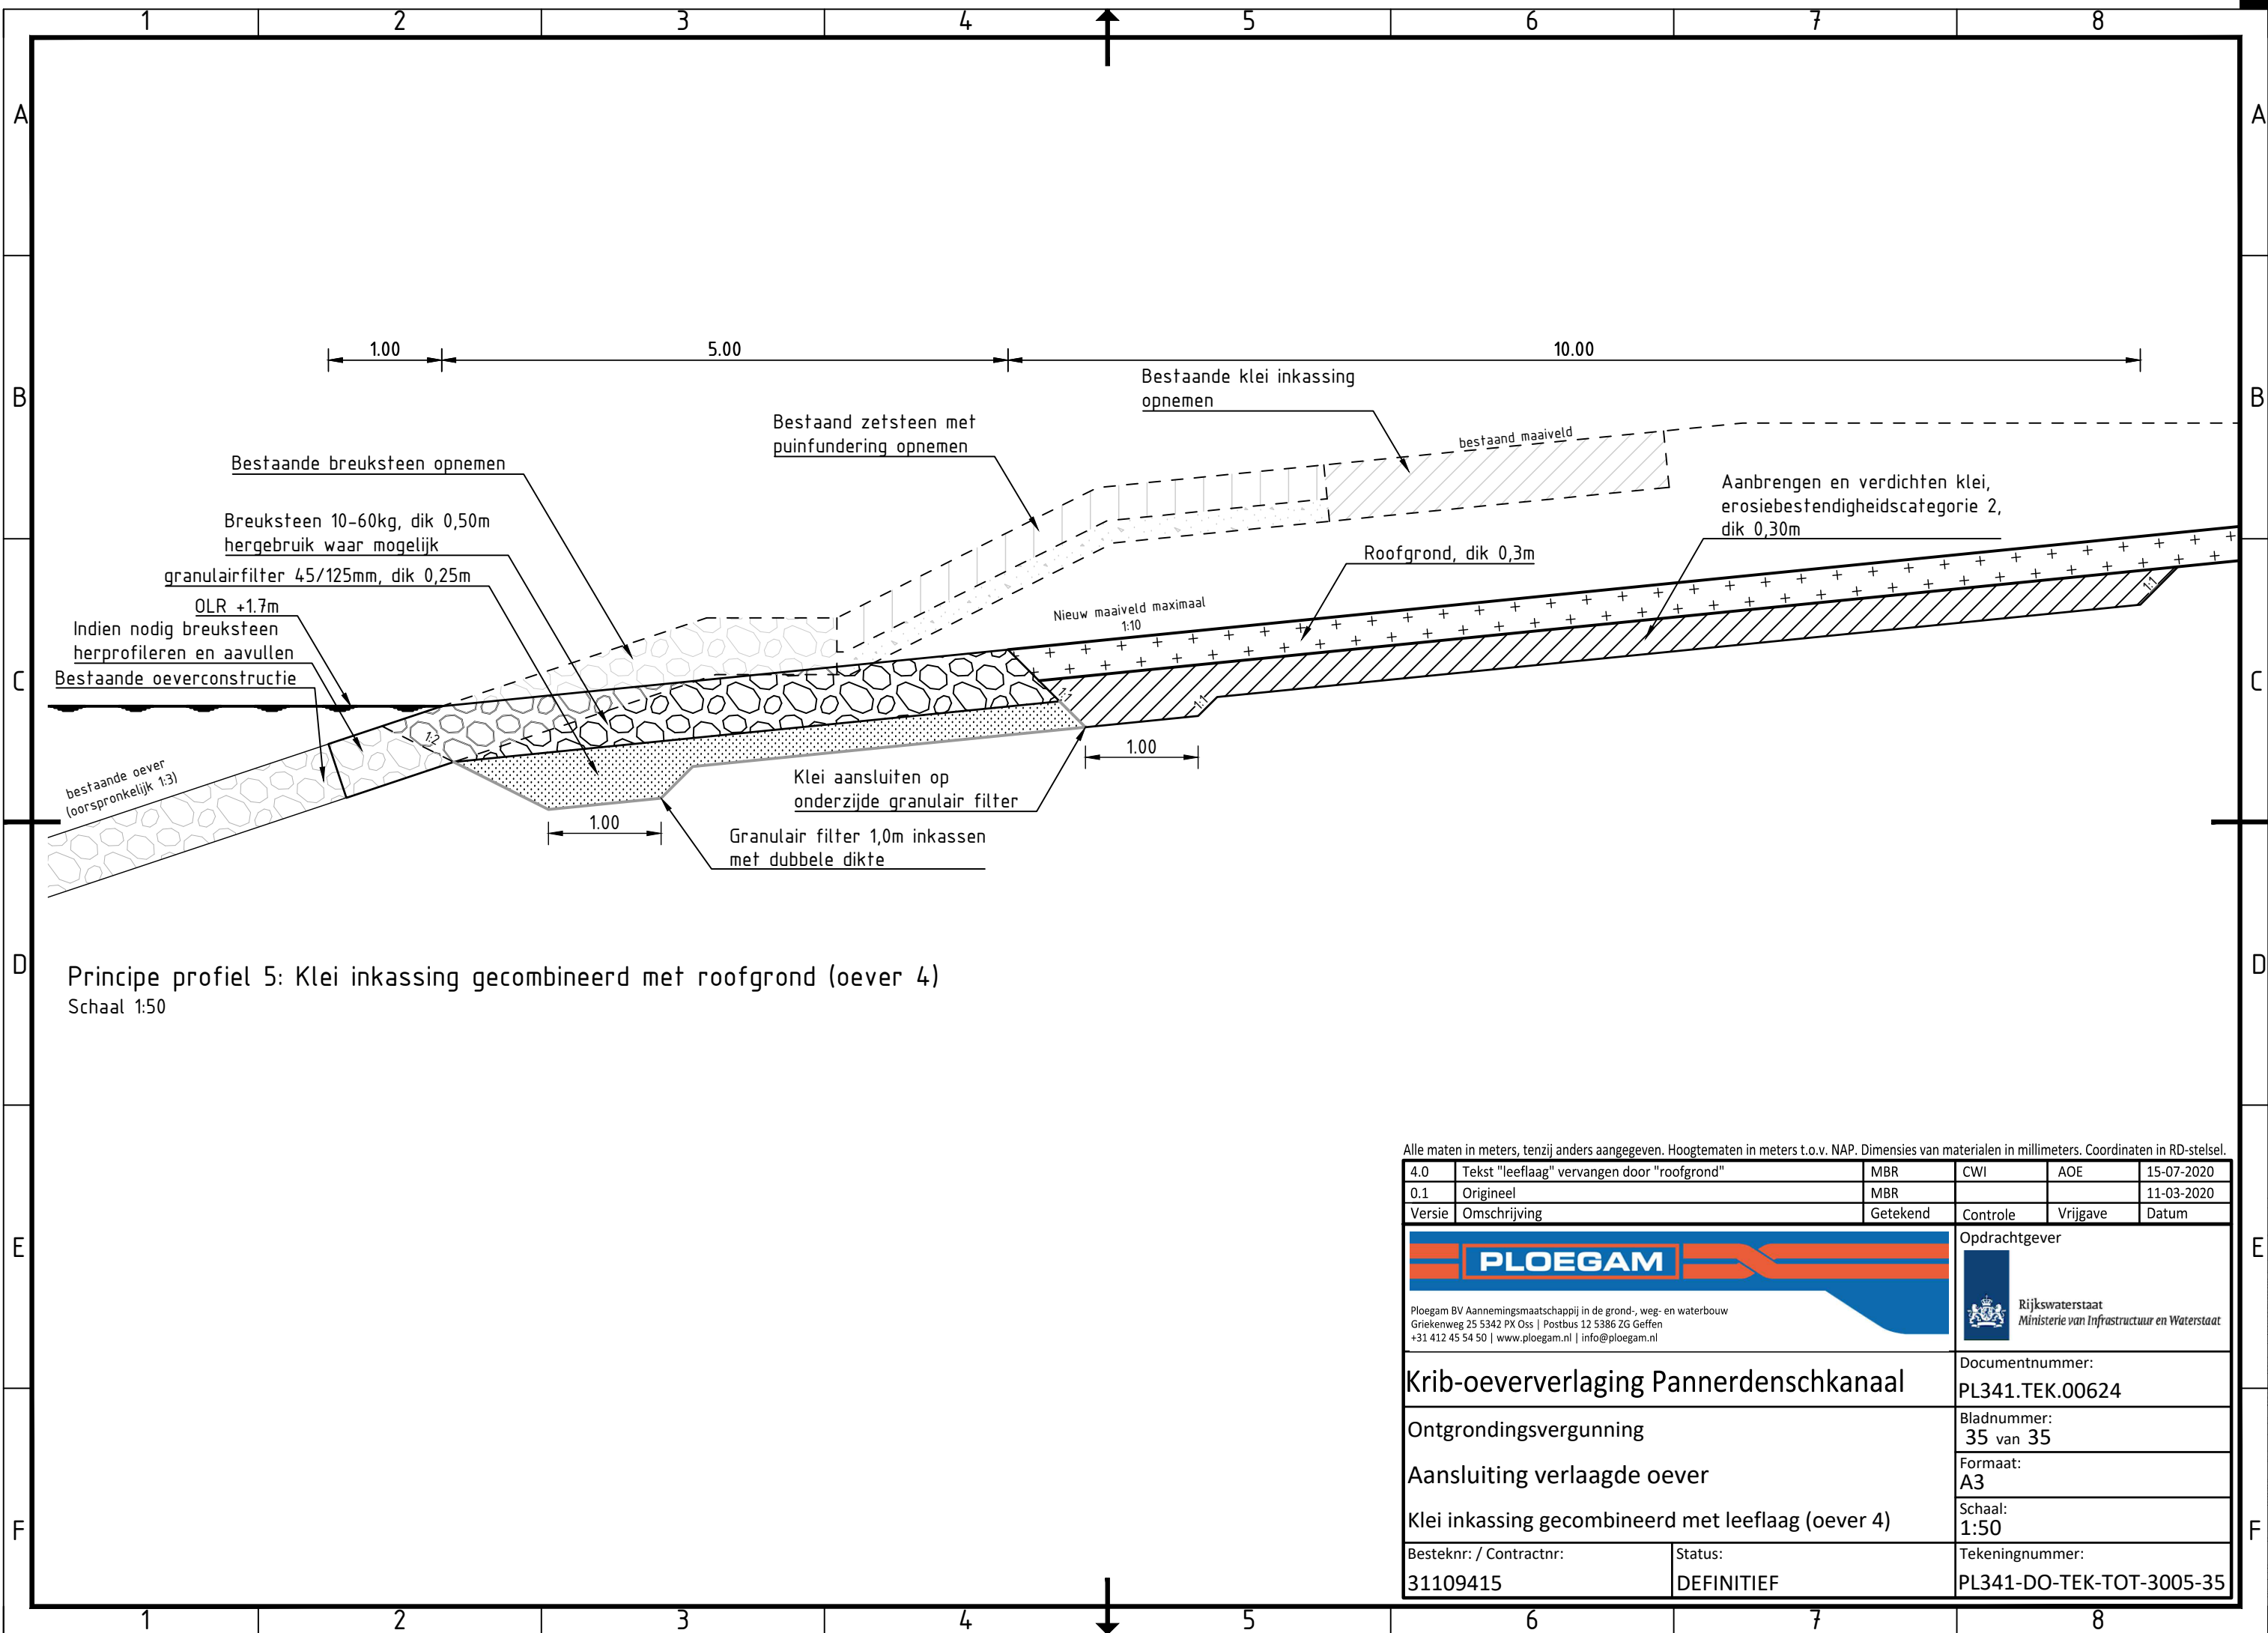 1 2 3 4 5 6 7 8
A A
1.00 5.00 10.00
B B
Bestaande klei inkassing
opnemen
Bestaand zetsteen met
puinfundering opnemen
bestaand maaiveld
Bestaande breuksteen opnemen
Aanbrengen en verdichten klei,
erosiebestendigheidscategorie 2,
dik 0,30m
Breuksteen 10-60kg, dik 0,50m
hergebruik waar mogelijk
Roofgrond, dik 0,3m
granulairfilter 45/125mm, dik 0,25m
OLR +1.7m
Nieuw maaiveld maximaal
1:10
1:1
Indien nodig breuksteen
herprofileren en aavullen
Bestaande oeverconstructie
C C
1:1
1:1
1:2
1.00
bestaande oever
(oorspronkelijk 1:3)
Klei aansluiten op
onderzijde granulair filter
1.00
Granulair filter 1,0m inkassen
met dubbele dikte
D D
Principe profiel 5: Klei inkassing gecombineerd met roofgrond (oever 4)
Schaal 1:50
Alle maten in meters, tenzij anders aangegeven. Hoogtematen in meters t.o.v. NAP. Dimensies van materialen in millimeters. Coordinaten in RD-stelsel.
4.0 Tekst "leeflaag" vervangen door "roofgrond" MBR CWI AOE 15-07-2020
0.1 Origineel MBR 11-03-2020
Versie Omschrijving Getekend Controle Vrijgave Datum
E E
PLOEGAM
Ploegam BV Aannemingsmaatschappij in de grond-, weg- en waterbouw
Griekenweg 25 5342 PX Oss | Postbus 12 5386 ZG Geffen
+31 412 45 54 50 | www.ploegam.nl | info@ploegam.nl
Opdrachtgever
Rijkswaterstaat
Ministerie van Infrastructuur en Waterstaat
Krib-oeververlaging Pannerdenschkanaal
Documentnummer:
PL341.TEK.00624
Ontgrondingsvergunning
Bladnummer:
35 van 35
Aansluiting verlaagde oever
Formaat:
A3
Klei inkassing gecombineerd met leeflaag (oever 4)
Schaal:
1:50
F F
Besteknr: / Contractnr:
31109415
Status:
DEFINITIEF
Tekeningnummer:
PL341-DO-TEK-TOT-3005-35
1 2 3 4 5 6 7 8